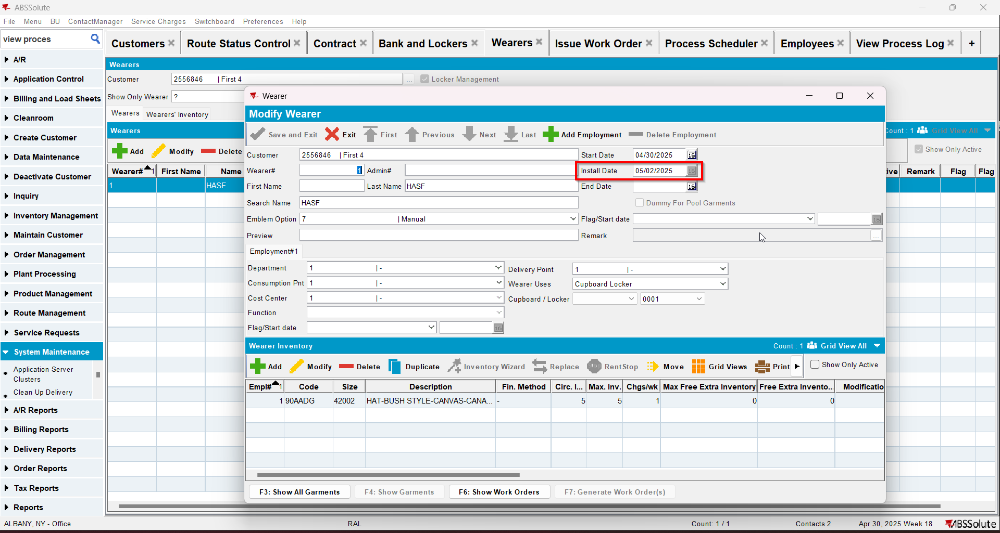 ABSSolute
File Menu BU ContactManager Service Charges Switchboard Preferences Help
view proces
Customers Route Status Control Contract Bank and Lockers Wearers Issue Work Order Process Scheduler Employees View Process Log +
A/R
Application Control
Billing and Load Sheets
Cleanroom
Create Customer
Data Maintenance
Deactivate Customer
Inquiry
Inventory Management
Maintain Customer
Order Management
Plant Processing
Product Management
Route Management
Service Requests
System Maintenance
Application Server
Clusters
Clean Up Delivery
A/R Reports
Billing Reports
Delivery Reports
Order Reports
Tax Reports
Reports
Wearers
Customer 2556846 | First 4 ... Locker Management
Show Only Wearer ?
Wearers Wearers' Inventory
Wearers
Count : 1 Grid View All
Add Modify Delete
Show Only Active
Wearer# 1 First Name Name
ive Remark Flag Flag
1 HASF
Wearer
Modify Wearer
Save and Exit Exit First Previous Next Last Add Employment Delete Employment
Customer 2556846 | First 4 Start Date 04/30/2025 16
Wearer# 1 Admin# Install Date 05/02/2025 16
First Name Last Name HASF End Date 16
Search Name HASF Dummy For Pool Garments
Emblem Option 7 | Manual Flag/Start date 16
Preview Remark ...
Employment#1
Department 1 | - Delivery Point 1 | -
Consumption Pnt 1 | - Wearer Uses Cupboard Locker
Cost Center 1 | - Cupboard / Locker 0001
Function
Flag/Start date 16
Wearer Inventory Count : 1 Grid View All
Add Modify Delete Duplicate Inventory Wizard Replace RentStop Move Grid Views Print Show Only Active
Empl# 1 Code Size Description Fin. Method Circ. I... Max. Inv. Chgs/wk Max Free Extra Inventory Free Extra Invento... Modificatio
1 90AADG 42002 HAT-BUSH STYLE-CANVAS-CANA... - 5 5 1 0 0
F3: Show All Garments F4: Show Garments F6: Show Work Orders F7: Generate Work Order(s)
ALBANY, NY - Office RAL Count: 1 / 1 Contacts 2 Apr 30, 2025 Week 18 ABSSolute